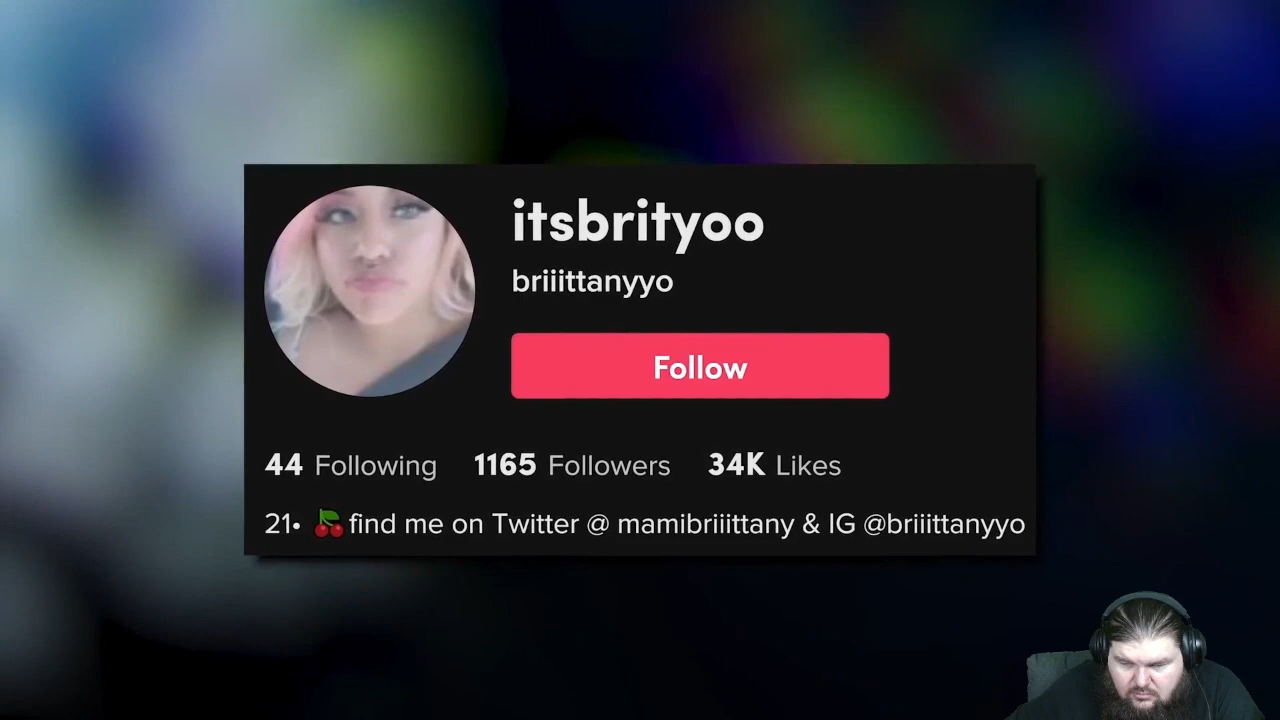 itsbrityoo
briiittanyyo
Follow
44 Following 1165 Followers 34K Likes
21• 🍒find me on Twitter @ mamibriiittany & IG @briiittanyyo